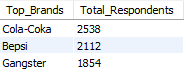 Top_Brands Total_Respondents
Cola-Coka 2538
Bepsi 2112
Gangster 1854